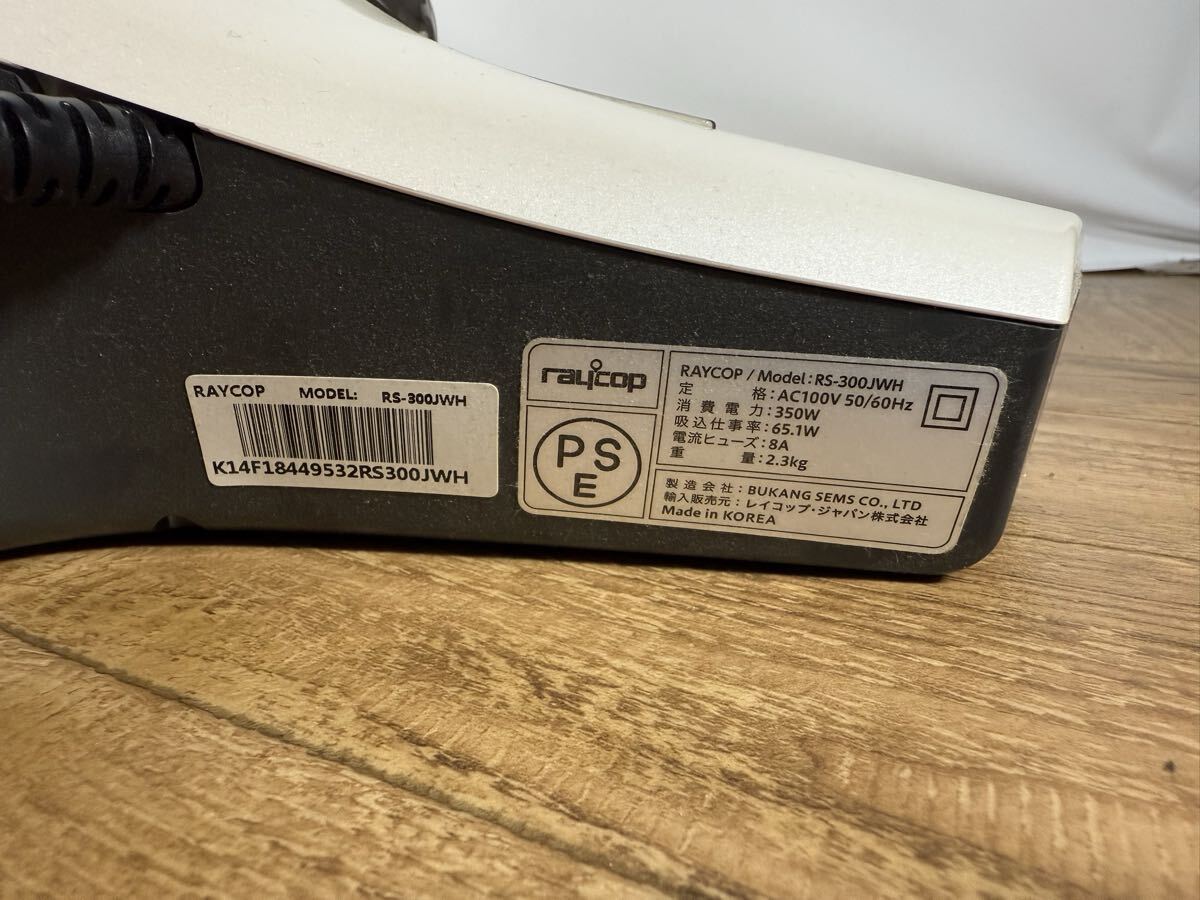 RAYCOP MODEL: RS-300JWH
K14F18449532RS300JWH
raycop
PS
E
RAYCOP / Model:RS-300JWH
定 格:AC100V 50/60Hz
消費電力:350W
吸込仕事率:65.1W
電流ヒューズ:8A
重 量:2.3kg
製造会社:BUKANG SEMS CO., LTD
輸入販売元:レイコップ・ジャパン株式会社
Made in KOREA